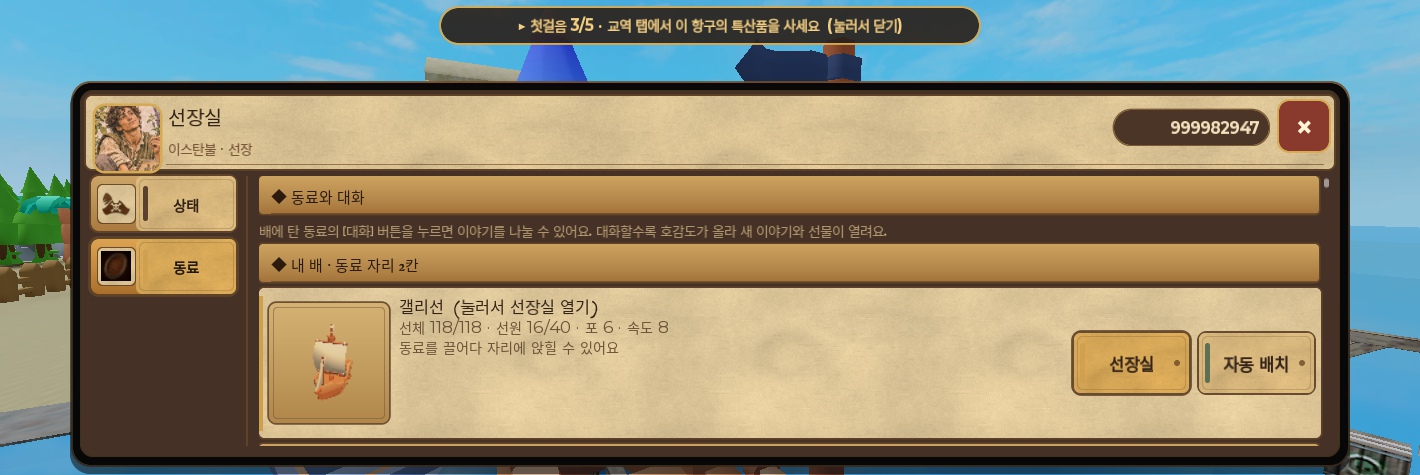 ▸ 첫걸음 3/5 · 교역 탭에서 이 항구의 특산품을 사세요 (눌러서 닫기)
선장실
이스탄불 · 선장
999982947
×
상태
동료
◆ 동료와 대화
배에 탄 동료의 [대화] 버튼을 누르면 이야기를 나눌 수 있어요. 대화할수록 호감도가 올라 새 이야기와 선물이 열려요.
◆ 내 배 · 동료 자리 2칸
갤리선 (눌러서 선장실 열기)
선체 118/118 · 선원 16/40 · 포 6 · 속도 8
동료를 끌어다 자리에 앉힐 수 있어요
선장실
자동 배치